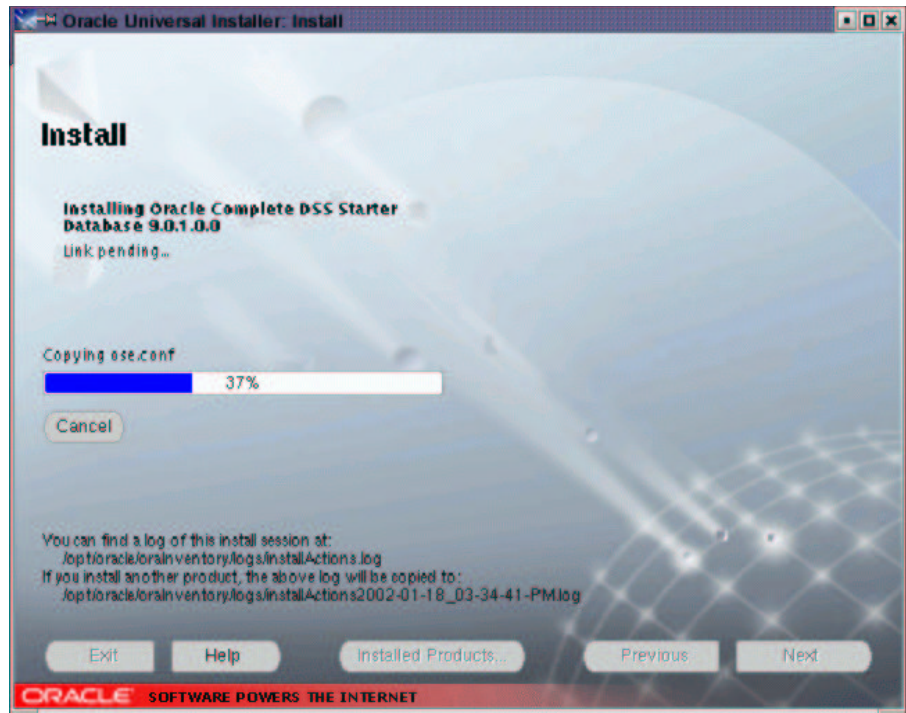 Oracle Universal Installer: Install
Install
Installing Oracle Complete DSS Starter
Database 9.0.1.0.0
Link pending...
Copying ose.conf
37%
Cancel
You can find a log of this install session at:
/opt/oracle/orainventory/logs/installActions.log
If you install another product, the above log will be copied to:
/opt/oracle/orainventory/logs/installActions2002-01-18_03-34-41-PM.log
Exit Help Installed Products... Previous Next
ORACLE SOFTWARE POWERS THE INTERNET